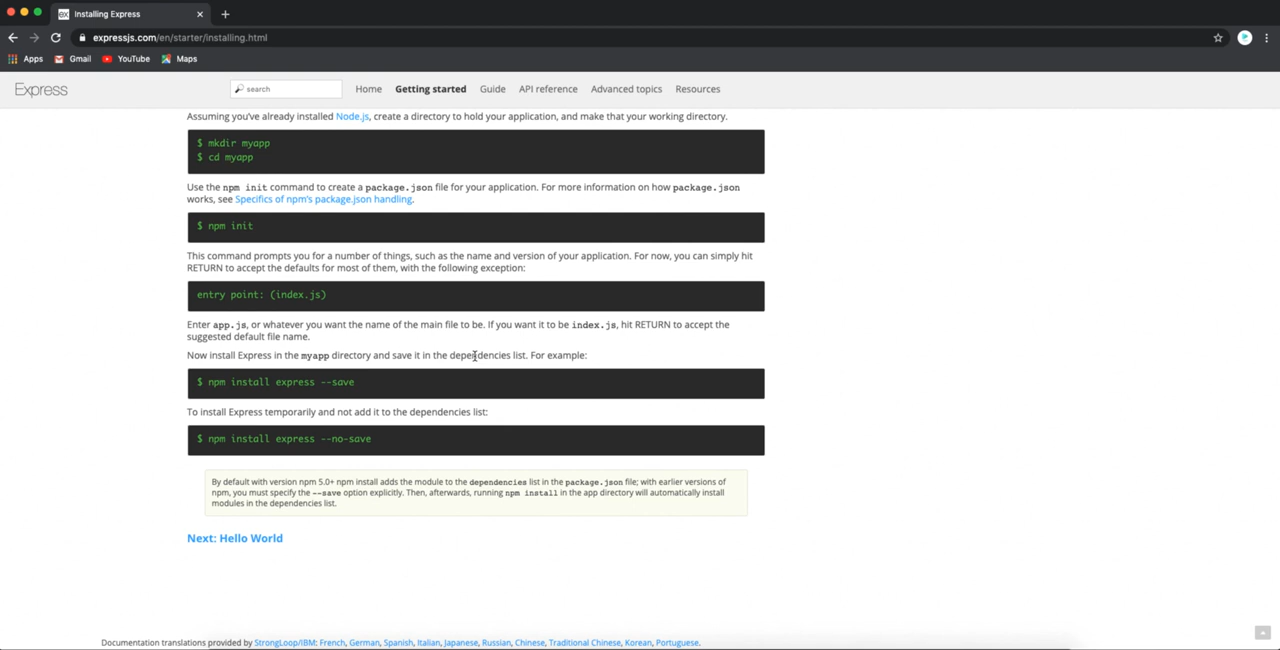 Installing Express
expressjs.com/en/starter/installing.html
Apps Gmail YouTube Maps
Express search Home Getting started Guide API reference Advanced topics Resources
Assuming you've already installed Node.js, create a directory to hold your application, and make that your working directory.
$ mkdir myapp
$ cd myapp
Use the npm init command to create a package.json file for your application. For more information on how package.json
works, see Specifics of npm's package.json handling.
$ npm init
This command prompts you for a number of things, such as the name and version of your application. For now, you can simply hit
RETURN to accept the defaults for most of them, with the following exception:
entry point: (index.js)
Enter app.js, or whatever you want the name of the main file to be. If you want it to be index.js, hit RETURN to accept the
suggested default file name.
Now install Express in the myapp directory and save it in the dependencies list. For example:
$ npm install express --save
To install Express temporarily and not add it to the dependencies list:
$ npm install express --no-save
By default with version npm 5.0+ npm install adds the module to the dependencies list in the package.json file; with earlier versions of
npm, you must specify the --save option explicitly. Then, afterwards, running npm install in the app directory will automatically install
modules in the dependencies list.
Next: Hello World
Documentation translations provided by StrongLoop/IBM: French, German, Spanish, Italian, Japanese, Russian, Chinese, Traditional Chinese, Korean, Portuguese.